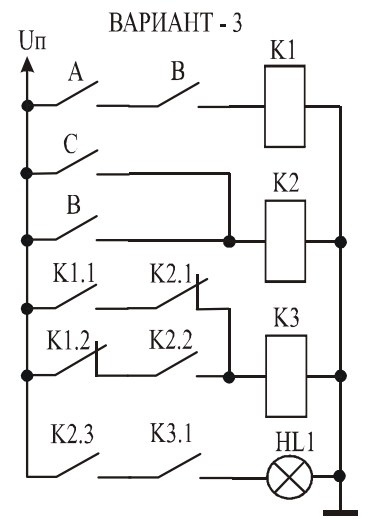 ВАРИАНТ - 3
Uп
A B K1
C
B K2
K1.1 K2.1
K1.2 K2.2 K3
K2.3 K3.1 HL1